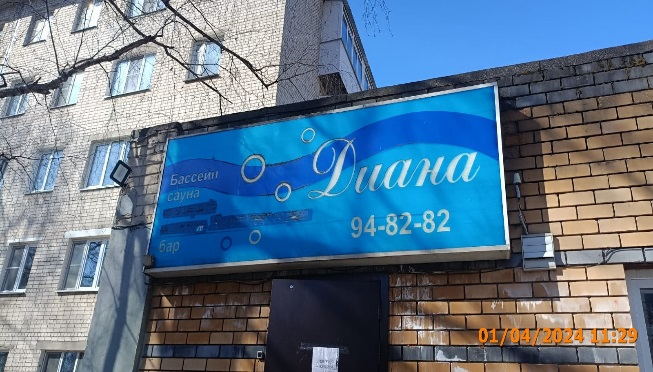 Бассейн
сауна
бар
Диана
94-82-82
01/04/2024 11:29